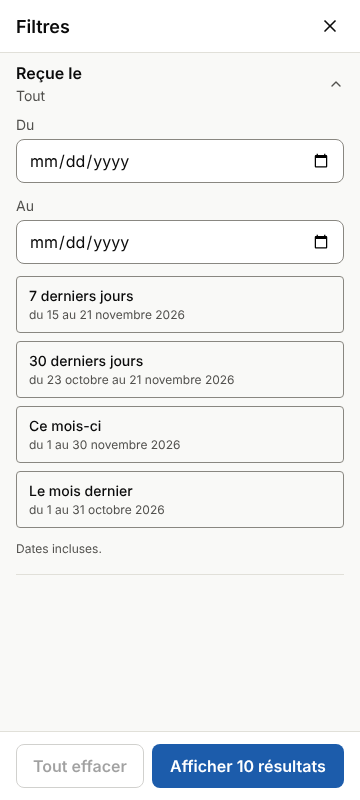 Filtres
Reçue le
Tout
Du
mm/dd/yyyy
Au
mm/dd/yyyy
7 derniers jours
du 15 au 21 novembre 2026
30 derniers jours
du 23 octobre au 21 novembre 2026
Ce mois-ci
du 1 au 30 novembre 2026
Le mois dernier
du 1 au 31 octobre 2026
Dates incluses.
Tout effacer
Afficher 10 résultats